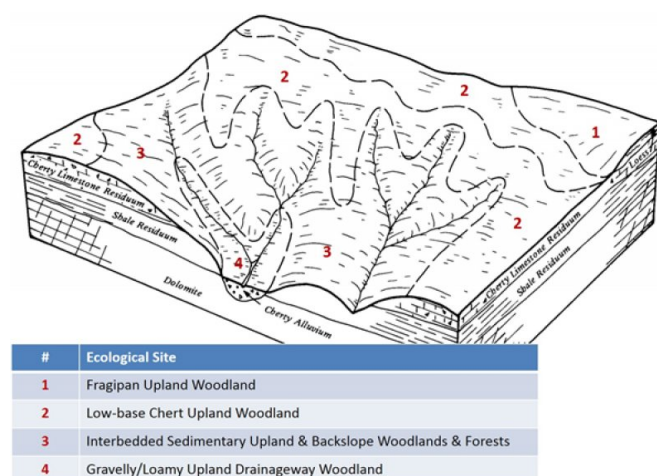 2
2
1
2
3
Loess
Cherty Limestone Residuum
Shale Residuum
2
4
3
Cherty Limestone Residuum
Shale Residuum
Dolomite
Cherty Alluvium
# Ecological Site
1 Fragipan Upland Woodland
2 Low-base Chert Upland Woodland
3 Interbedded Sedimentary Upland & Backslope Woodlands & Forests
4 Gravelly/Loamy Upland Drainageway Woodland